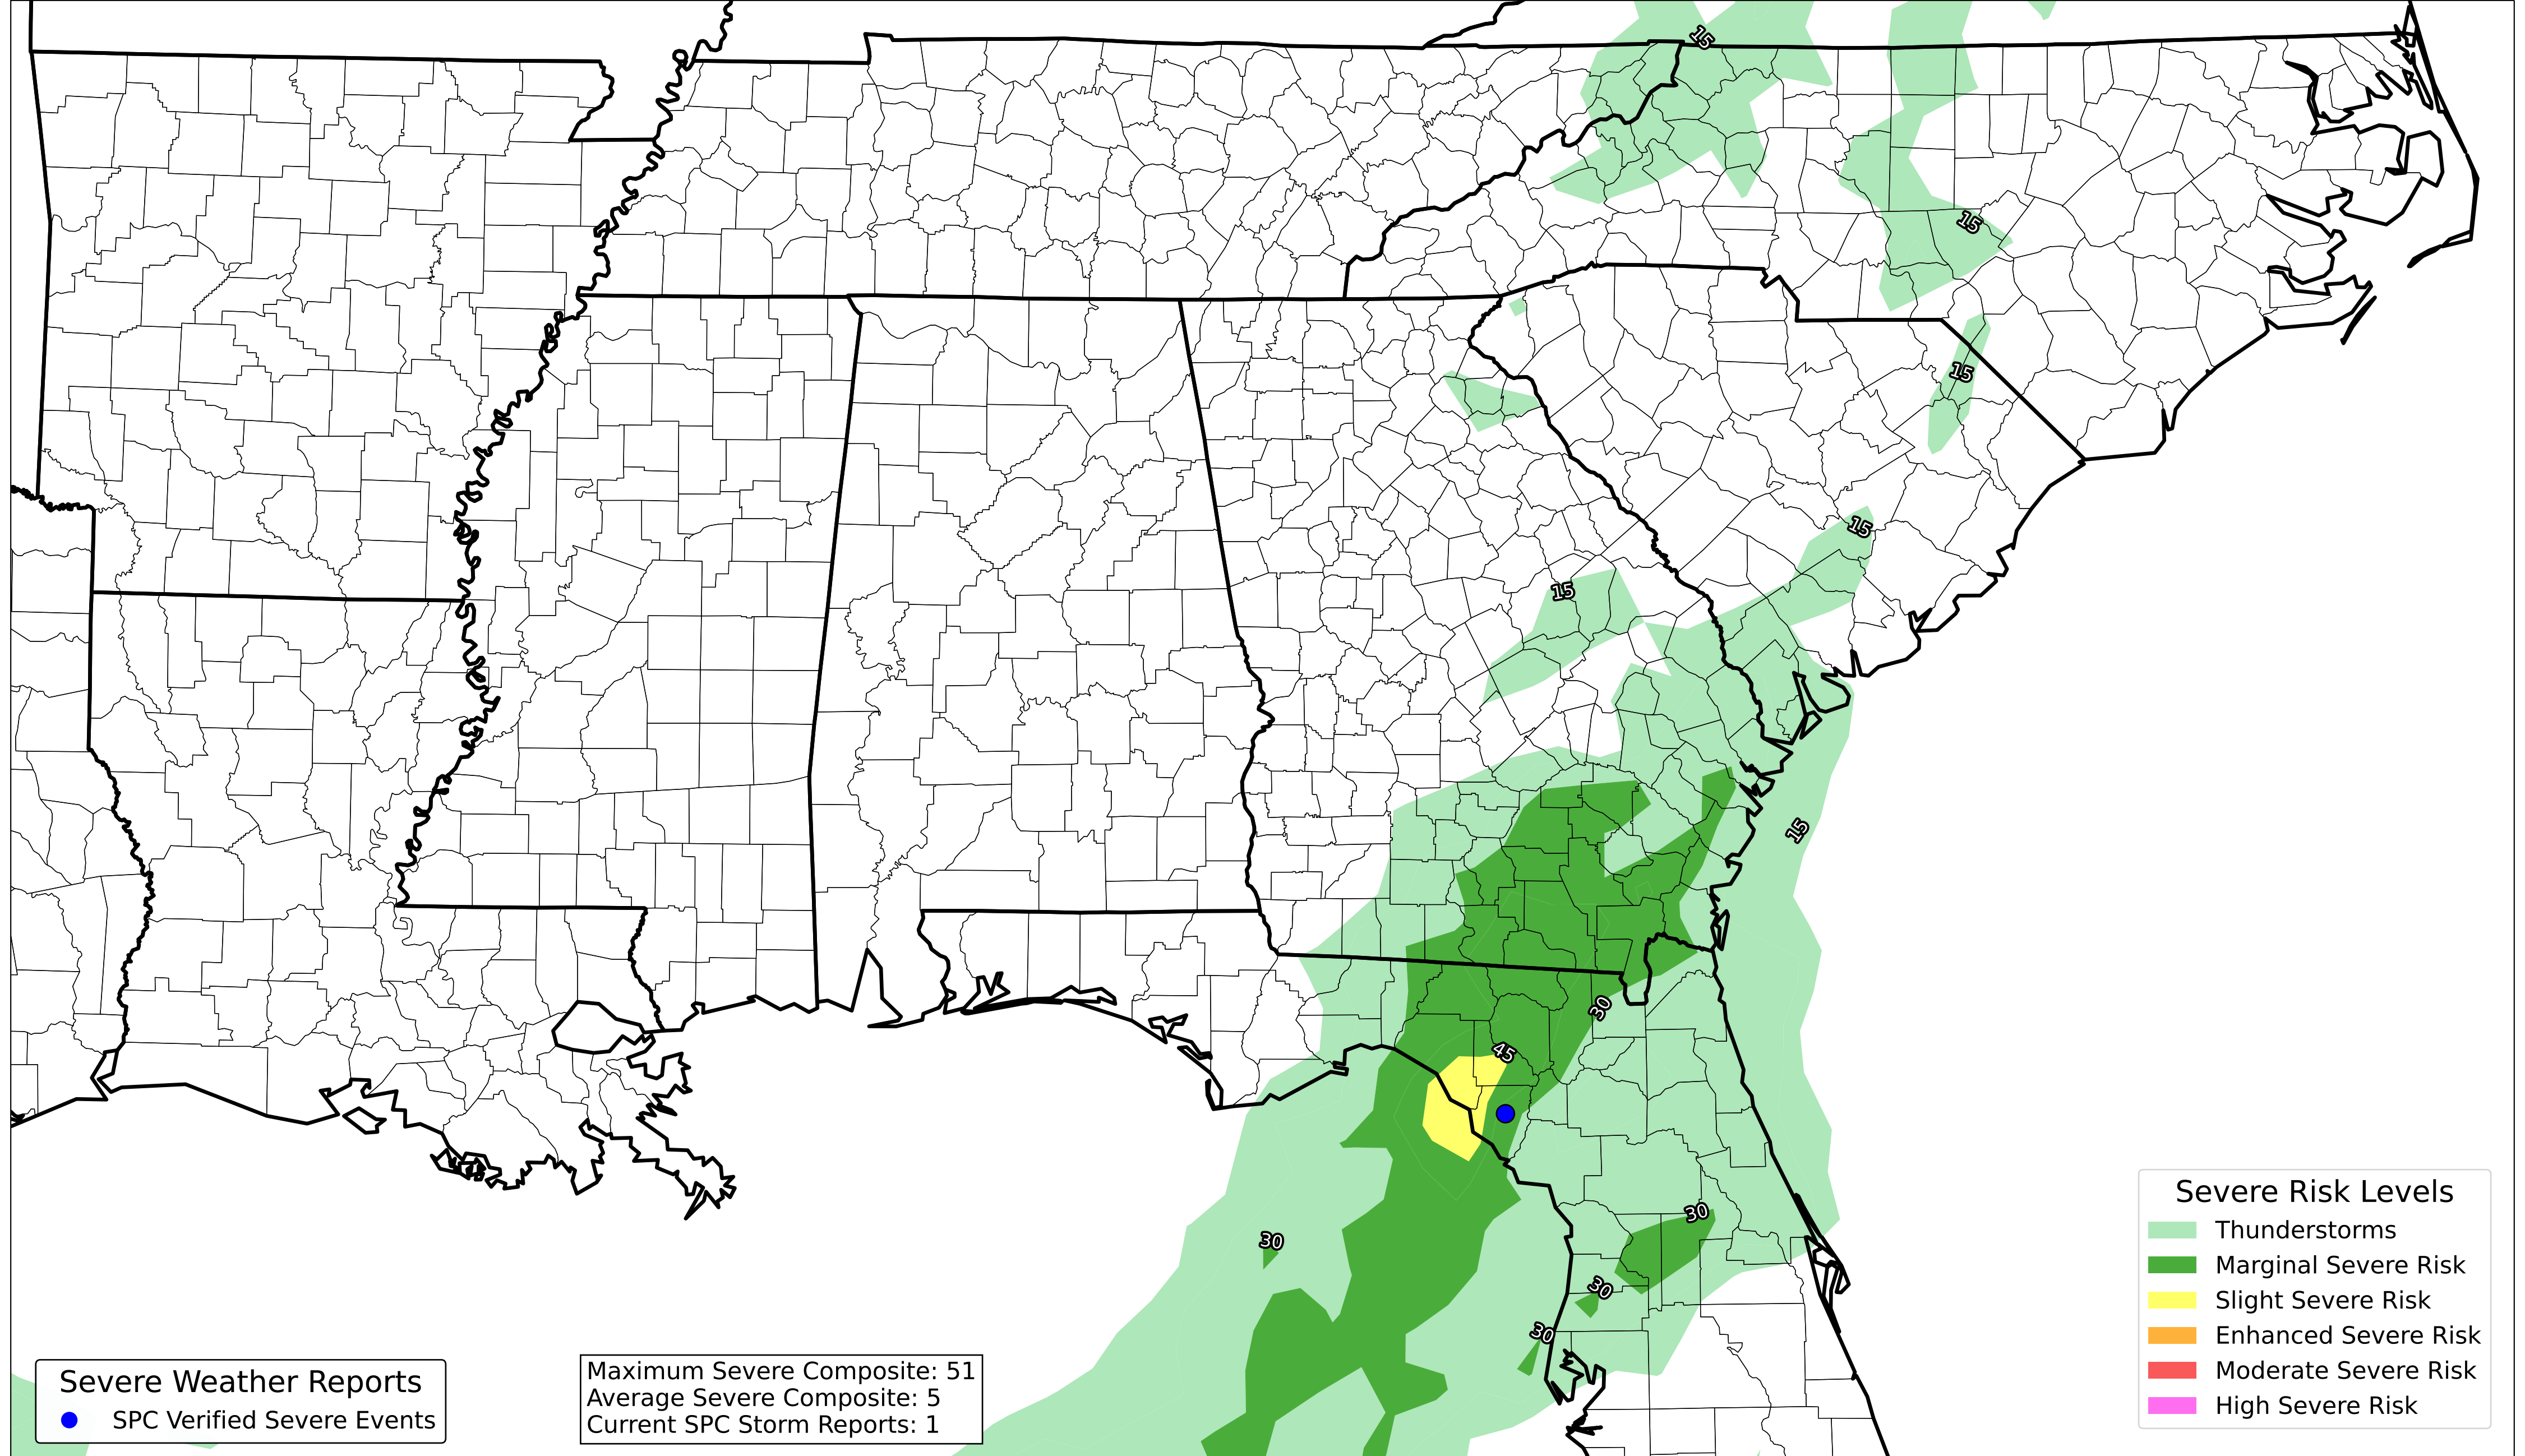 15
15
15
15
15
15
30
45
30
30
30
30
Severe Weather Reports
SPC Verified Severe Events
Maximum Severe Composite: 51
Average Severe Composite: 5
Current SPC Storm Reports: 1
Severe Risk Levels
Thunderstorms
Marginal Severe Risk
Slight Severe Risk
Enhanced Severe Risk
Moderate Severe Risk
High Severe Risk